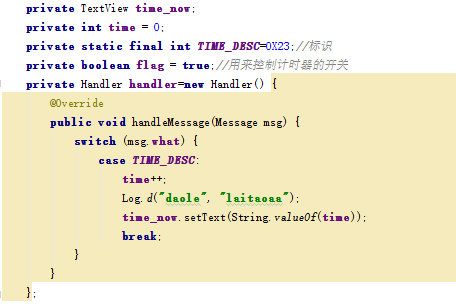 private TextView time_now;
private int time = 0;
private static final int TIME_DESC=0X23;//标识
private boolean flag = true;//用来控制计时器的开关
private Handler handler=new Handler() {
@Override
public void handleMessage(Message msg) {
switch (msg.what) {
case TIME_DESC:
time++;
Log.d("daole", "laitaoaa");
time_now.setText(String.valueOf(time));
break;
}
}
};